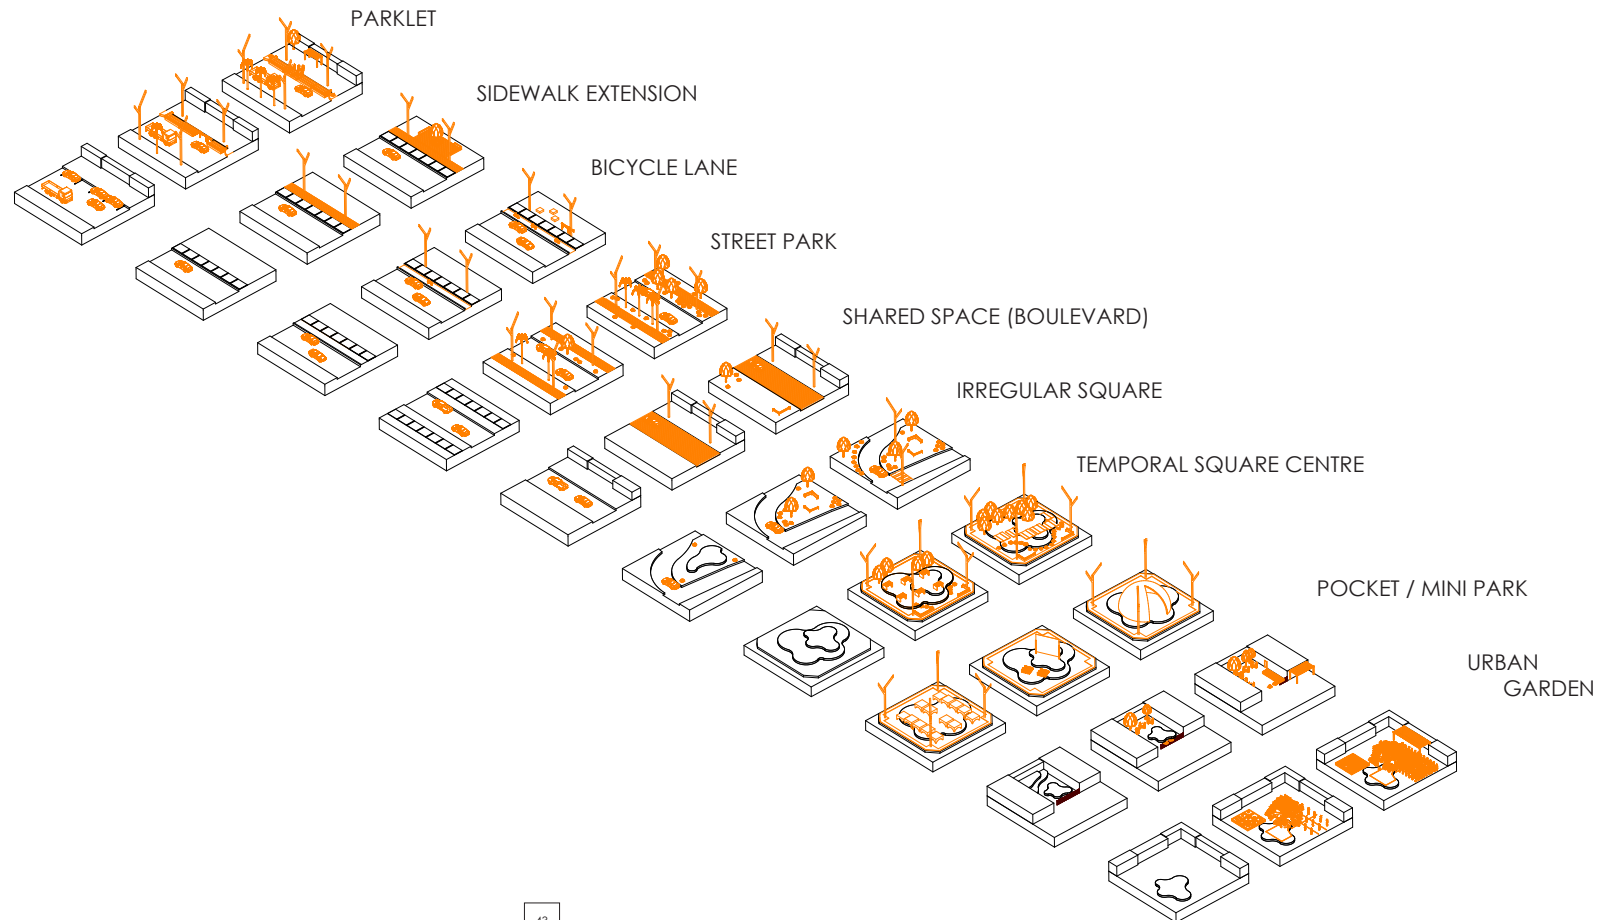 PARKLET
SIDEWALK EXTENSION
BICYCLE LANE
STREET PARK
SHARED SPACE (BOULEVARD)
IRREGULAR SQUARE
TEMPORAL SQUARE CENTRE
POCKET / MINI PARK
URBAN
GARDEN